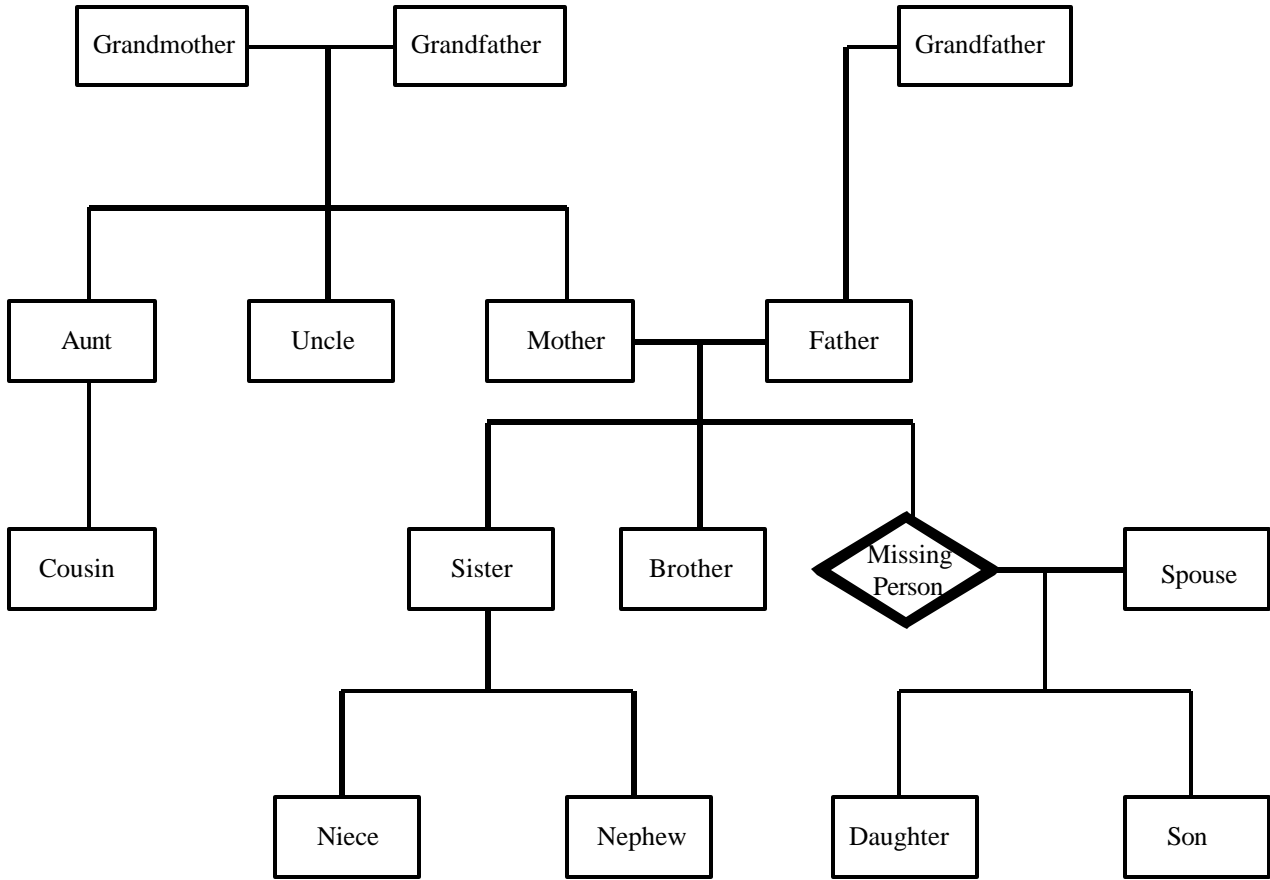 Grandmother
Grandfather
Grandfather
Aunt
Uncle
Mother
Father
Cousin
Sister
Brother
Missing
Person
Spouse
Niece
Nephew
Daughter
Son